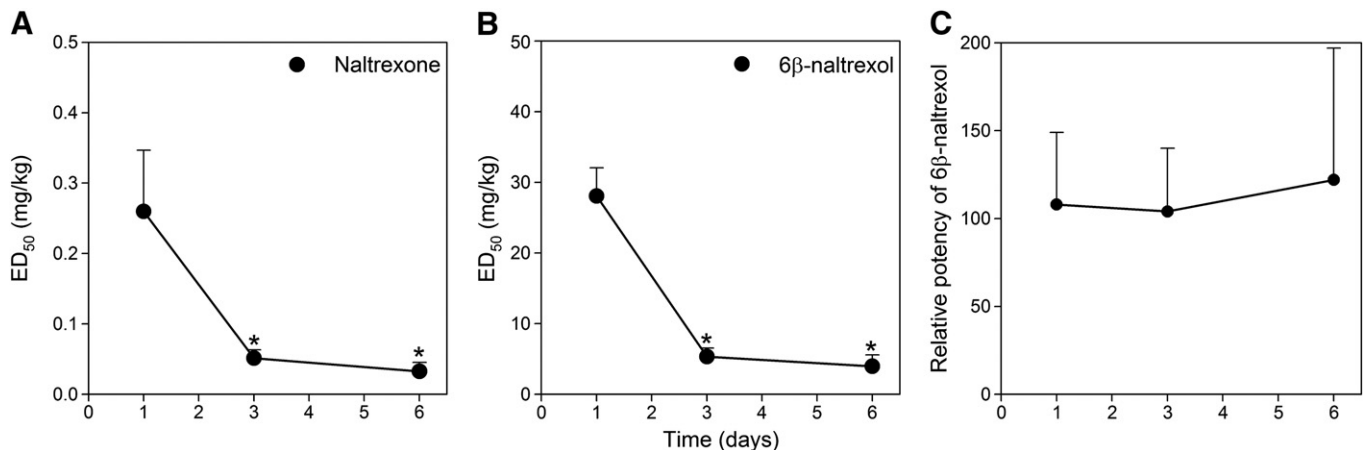 A
0.5
0.4
0.3
0.2
0.1
0.0
ED50 (mg/kg)
Naltrexone
*
*
0 1 2 3 4 5 6
B
50
40
30
20
10
0
ED50 (mg/kg)
6β-naltrexol
*
*
0 1 2 3 4 5 6
Time (days)
C
200
150
100
50
0
Relative potency of 6β-naltrexol
0 1 2 3 4 5 6